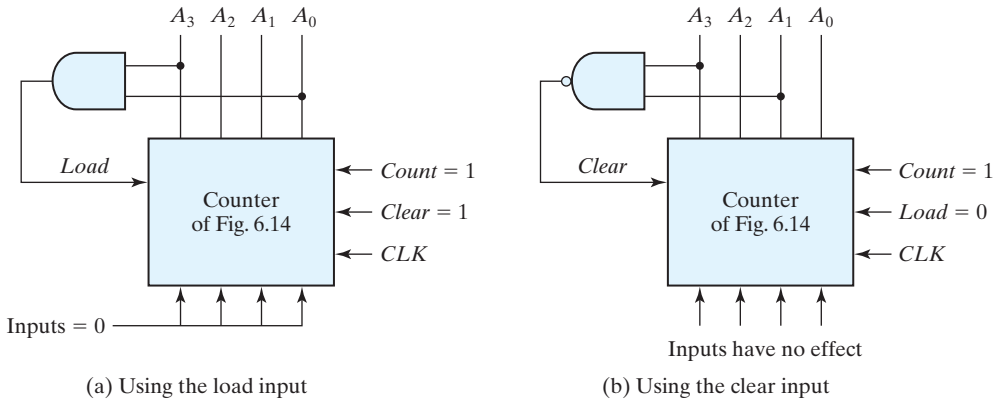 A3 A2 A1 A0
Load
Counter
of Fig. 6.14
Count = 1
Clear = 1
CLK
Inputs = 0
(a) Using the load input
A3 A2 A1 A0
Clear
Counter
of Fig. 6.14
Count = 1
Load = 0
CLK
Inputs have no effect
(b) Using the clear input